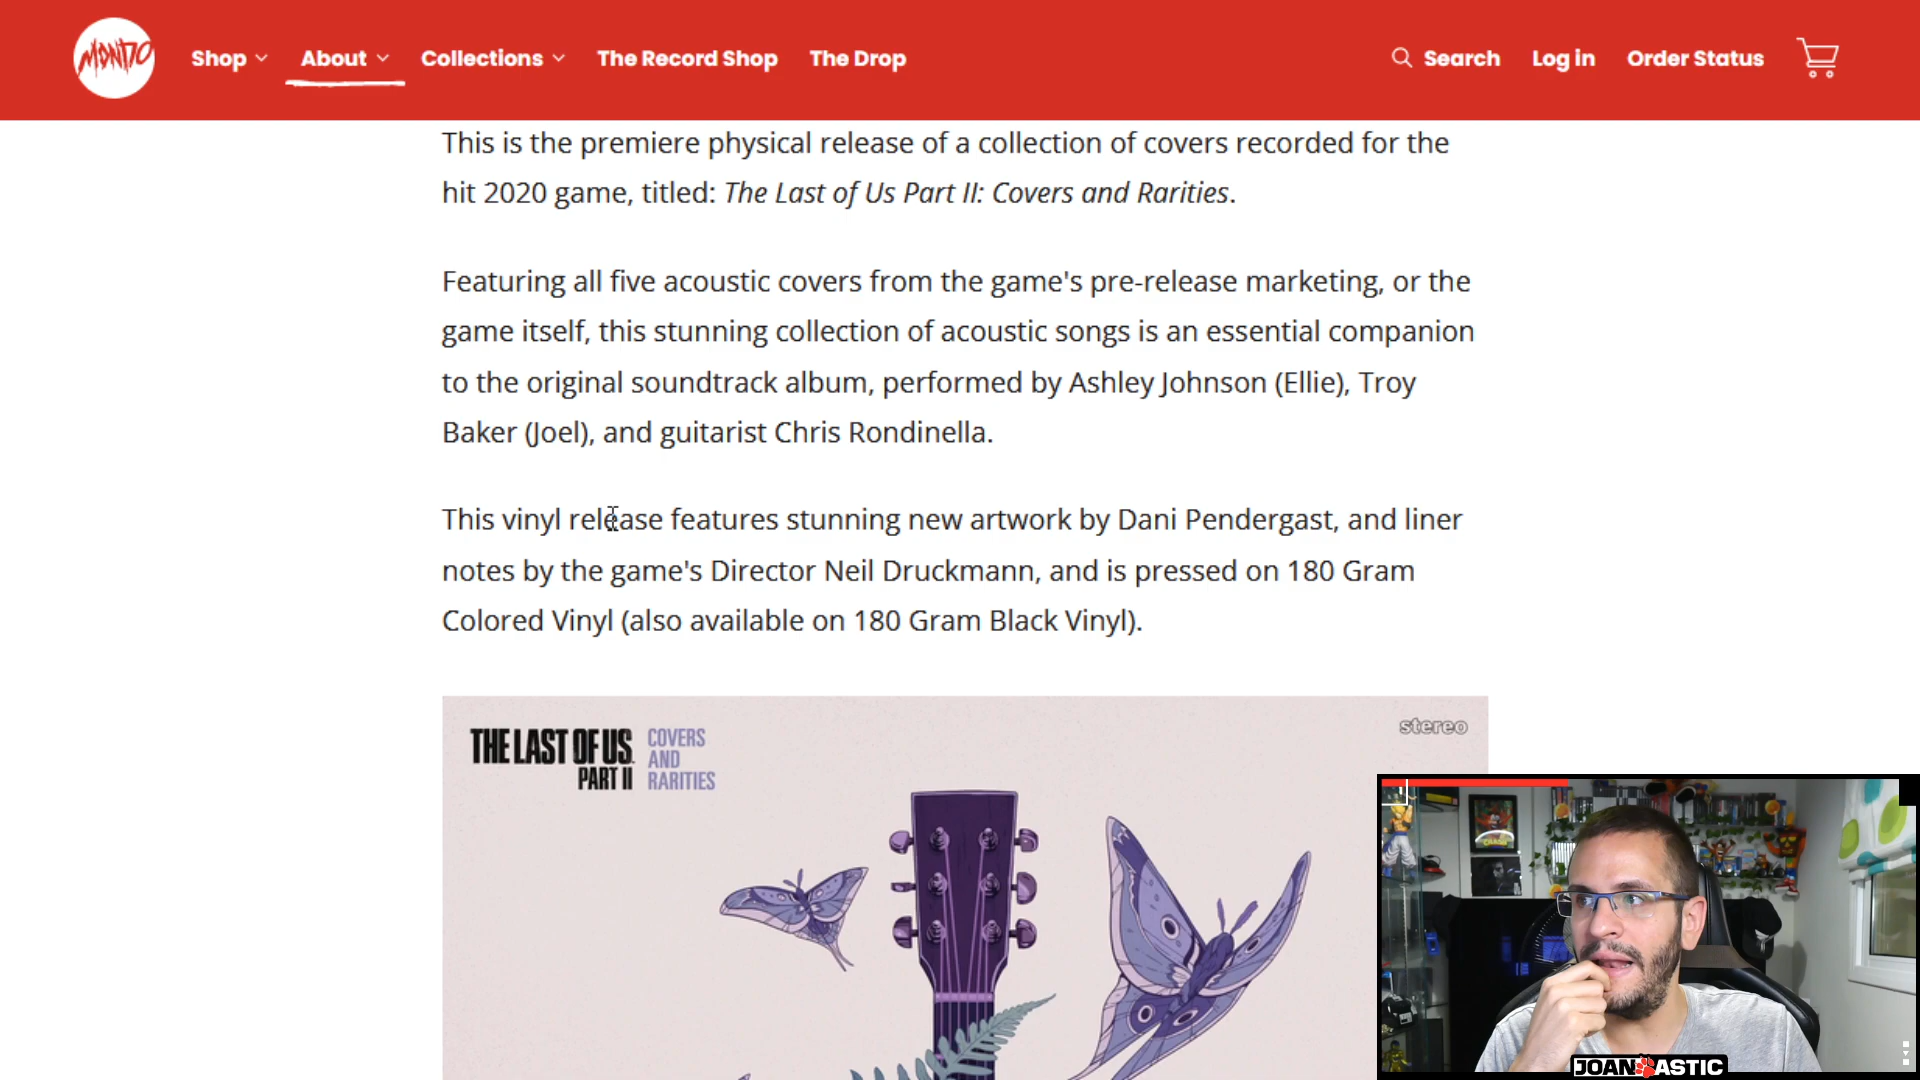 MONDO
Shop
About
Collections
The Record Shop
The Drop
Search
Log in
Order Status
This is the premiere physical release of a collection of covers recorded for the
hit 2020 game, titled: The Last of Us Part II: Covers and Rarities.
Featuring all five acoustic covers from the game's pre-release marketing, or the
game itself, this stunning collection of acoustic songs is an essential companion
to the original soundtrack album, performed by Ashley Johnson (Ellie), Troy
Baker (Joel), and guitarist Chris Rondinella.
This vinyl release features stunning new artwork by Dani Pendergast, and liner
notes by the game's Director Neil Druckmann, and is pressed on 180 Gram
Colored Vinyl (also available on 180 Gram Black Vinyl).
THE LAST OF US
PART II
COVERS
AND
RARITIES
stereo
JOAN ASTIC